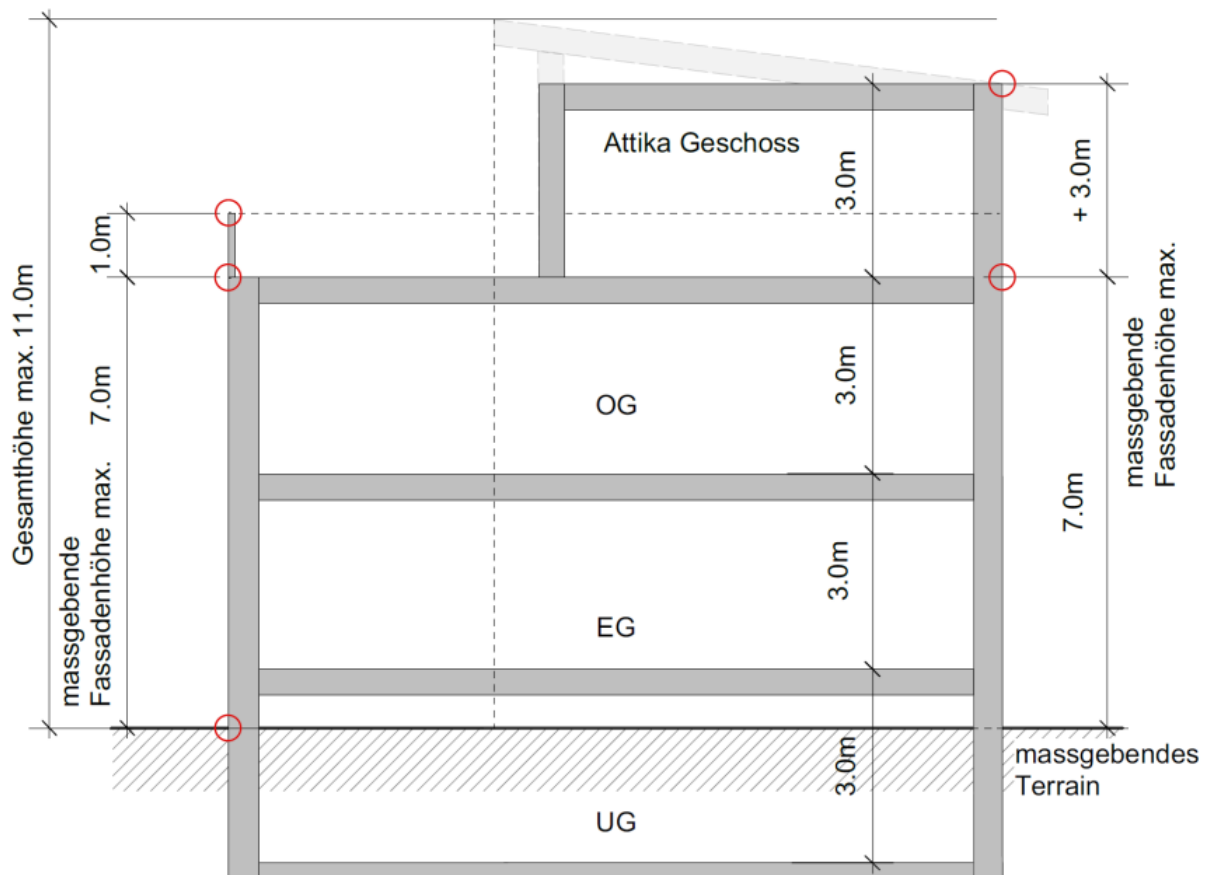 Attika Geschoss
3.0m
+ 3.0m
1.0m
Gesamthöhe max. 11.0m
massgebende
Fassadenhöhe max.
7.0m
OG
3.0m
massgebende
Fassadenhöhe max.
7.0m
EG
3.0m
massgebendes
Terrain
3.0m
UG